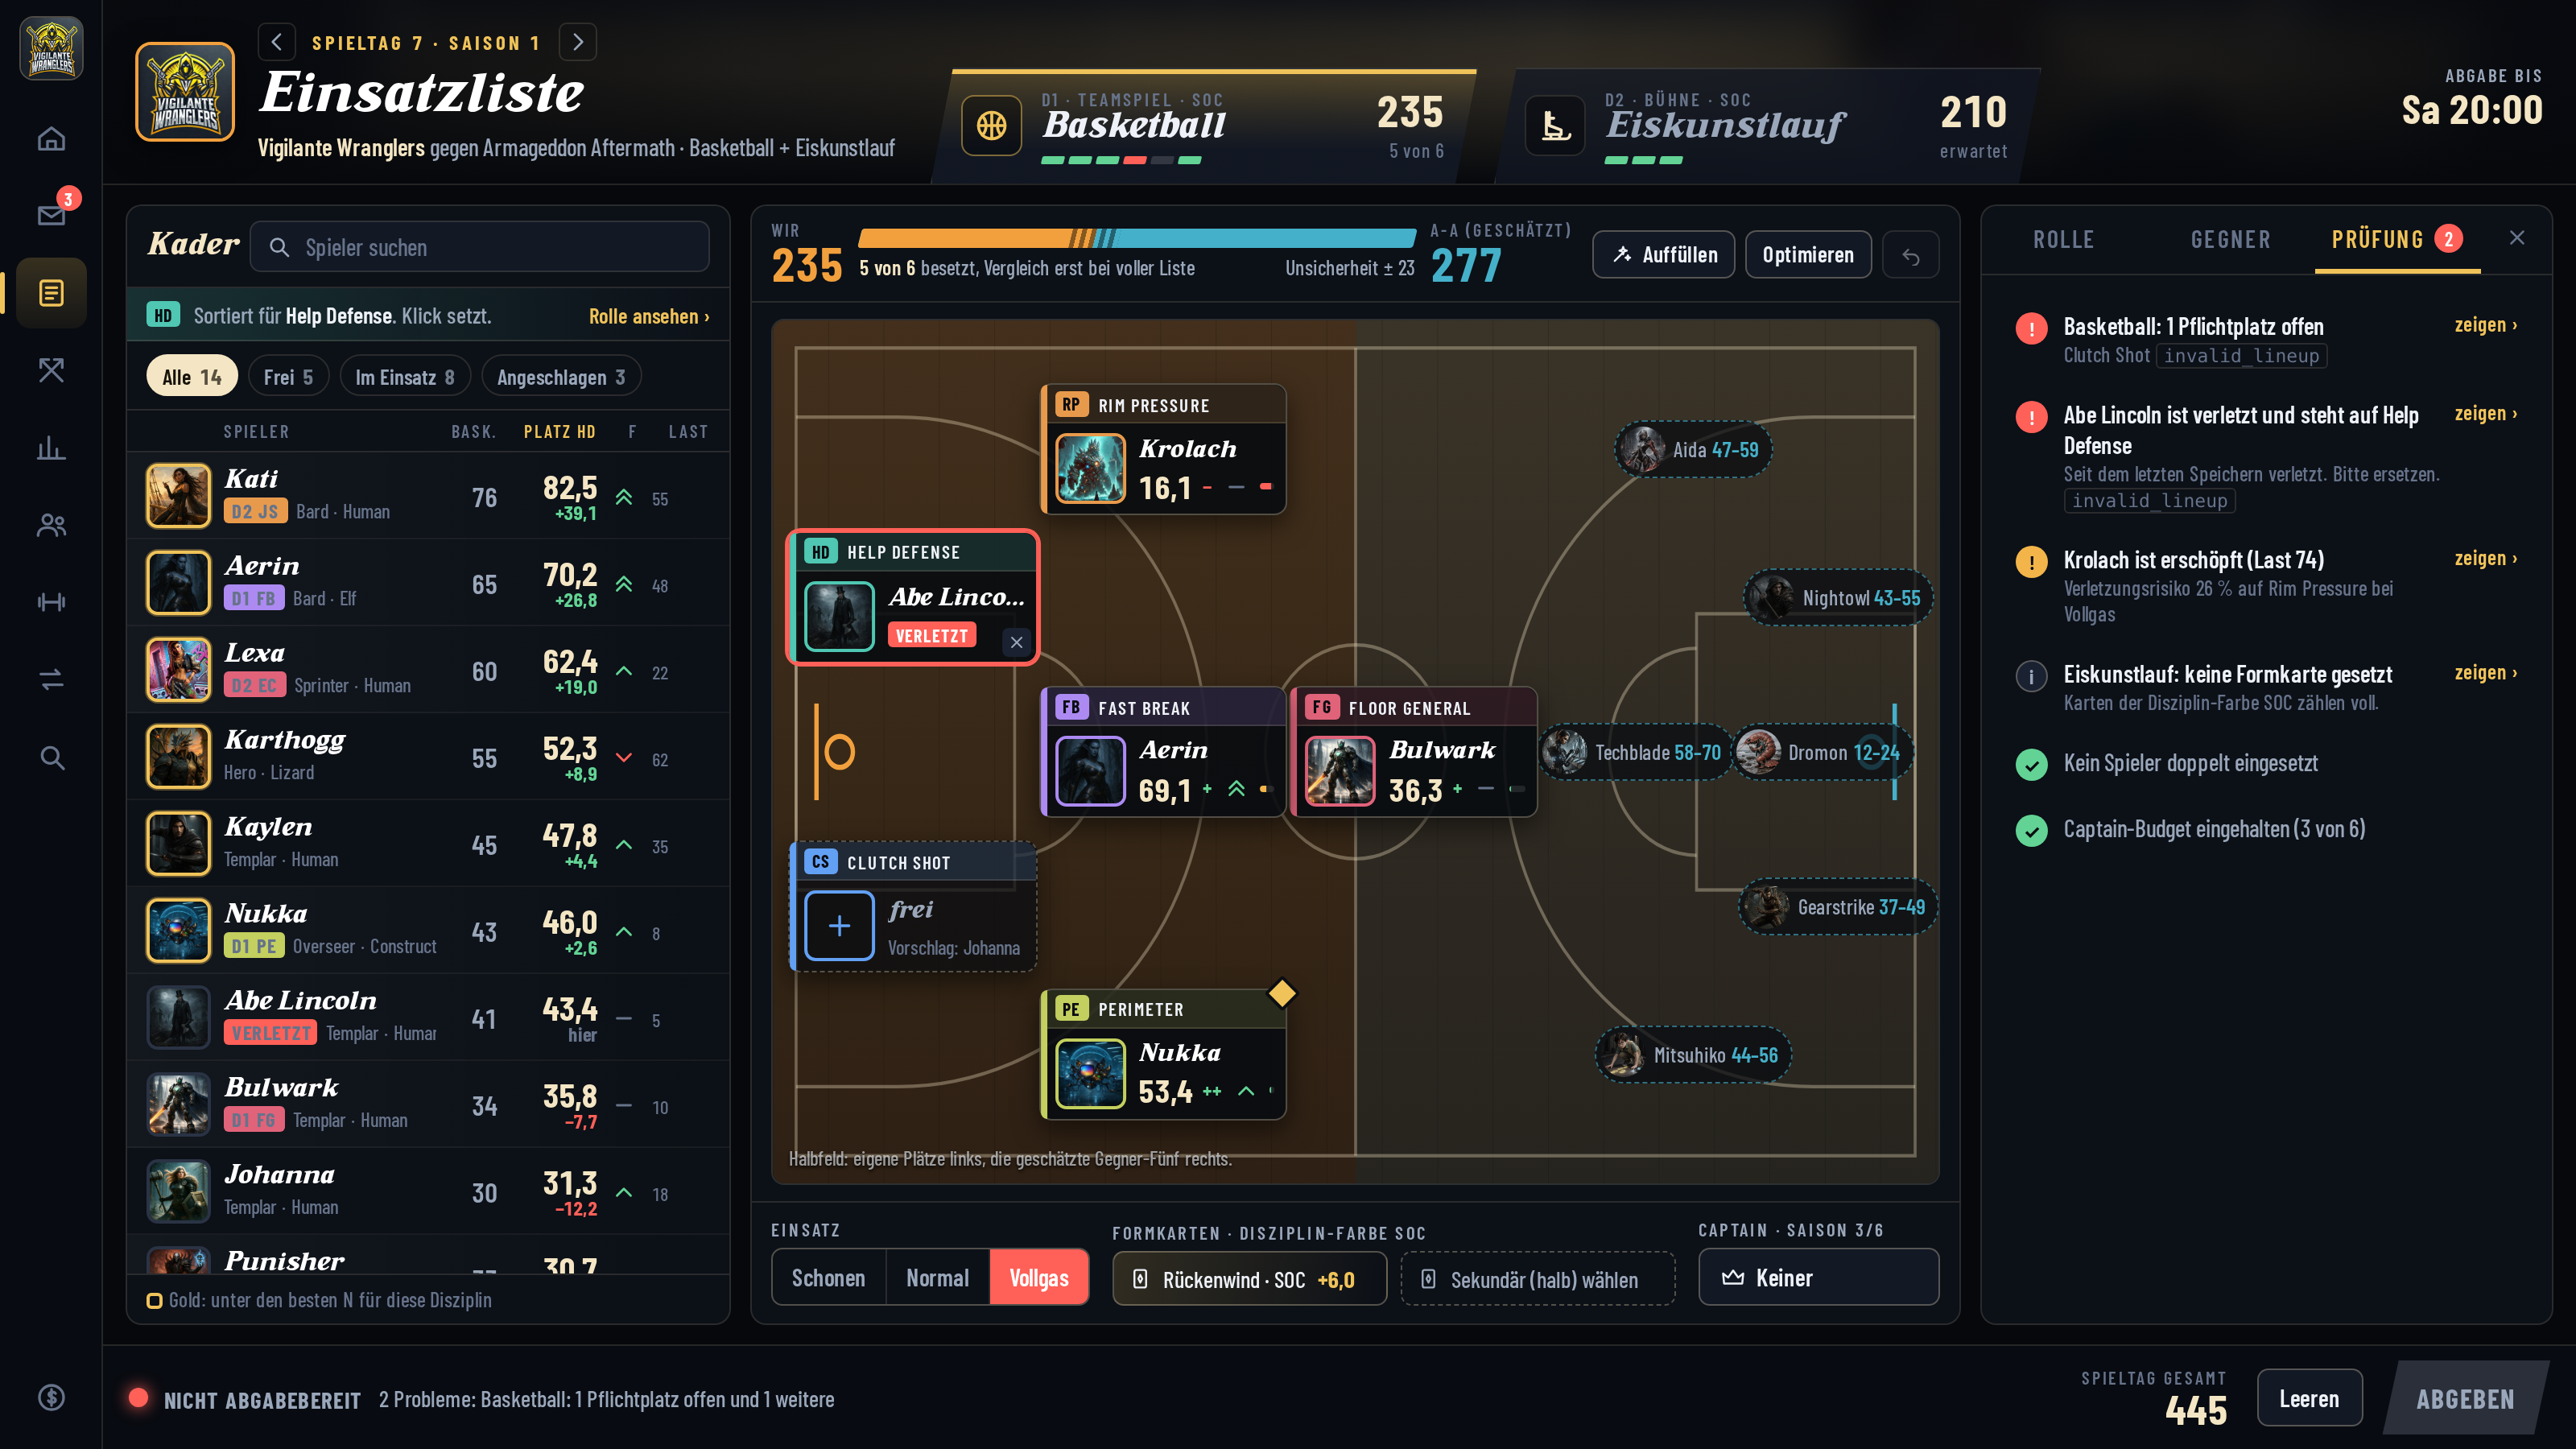 VIGILANTE WRANGLERS
3
VIGILANTE WRANGLERS
SPIELTAG 7 · SAISON 1
Einsatzliste
Vigilante Wranglers gegen Armageddon Aftermath · Basketball + Eiskunstlauf
D1 · TEAMSPIEL · SOC
Basketball
235
5 von 6
D2 · BÜHNE · SOC
Eiskunstlauf
210
erwartet
ABGABE BIS
Sa 20:00
Kader
Spieler suchen
HD Sortiert für Help Defense. Klick setzt. Rolle ansehen ›
Alle 14 Frei 5 Im Einsatz 8 Angeschlagen 3
SPIELER BASK. PLATZ HD F LAST
Kati
D2 JS Bard · Human
76 82,5 +39,1 55
Aerin
D1 FB Bard · Elf
65 70,2 +26,8 48
Lexa
D2 EC Sprinter · Human
60 62,4 +19,0 22
Karthogg
Hero · Lizard
55 52,3 +8,9 62
Kaylen
Templar · Human
45 47,8 +4,4 35
Nukka
D1 PE Overseer · Construct
43 46,0 +2,6 8
Abe Lincoln
VERLETZT Templar · Human
41 43,4 hier 5
Bulwark
D1 FG Templar · Human
34 35,8 −7,7 10
Johanna
Templar · Human
30 31,3 −12,2 18
Punisher
30,7
Gold: unter den besten N für diese Disziplin
WIR
235
5 von 6 besetzt, Vergleich erst bei voller Liste
Unsicherheit ± 23
A-A (GESCHÄTZT)
277
Auffüllen
Optimieren
RP RIM PRESSURE
Krolach
16,1 -
HD HELP DEFENSE
Abe Linco...
VERLETZT
FB FAST BREAK
Aerin
69,1 +
FG FLOOR GENERAL
Bulwark
36,3 +
CS CLUTCH SHOT
frei
Vorschlag: Johanna
PE PERIMETER
Nukka
53,4 ++
Aida 47–59
Nightowl 43–55
Techblade 58–70
Dromon 12–24
Gearstrike 37–49
Mitsuhiko 44–56
Halbfeld: eigene Plätze links, die geschätzte Gegner-Fünf rechts.
EINSATZ
Schonen Normal Vollgas
FORMKARTEN · DISZIPLIN-FARBE SOC
Rückenwind · SOC +6,0
Sekundär (halb) wählen
CAPTAIN · SAISON 3/6
Keiner
ROLLE GEGNER PRÜFUNG 2
Basketball: 1 Pflichtplatz offen zeigen ›
Clutch Shot invalid_lineup
Abe Lincoln ist verletzt und steht auf Help zeigen ›
Defense
Seit dem letzten Speichern verletzt. Bitte ersetzen.
invalid_lineup
Krolach ist erschöpft (Last 74) zeigen ›
Verletzungsrisiko 26 % auf Rim Pressure bei
Vollgas
Eiskunstlauf: keine Formkarte gesetzt zeigen ›
Karten der Disziplin-Farbe SOC zählen voll.
Kein Spieler doppelt eingesetzt
Captain-Budget eingehalten (3 von 6)
NICHT ABGABEBEREIT 2 Probleme: Basketball: 1 Pflichtplatz offen und 1 weitere
SPIELTAG GESAMT
445
Leeren
ABGEBEN